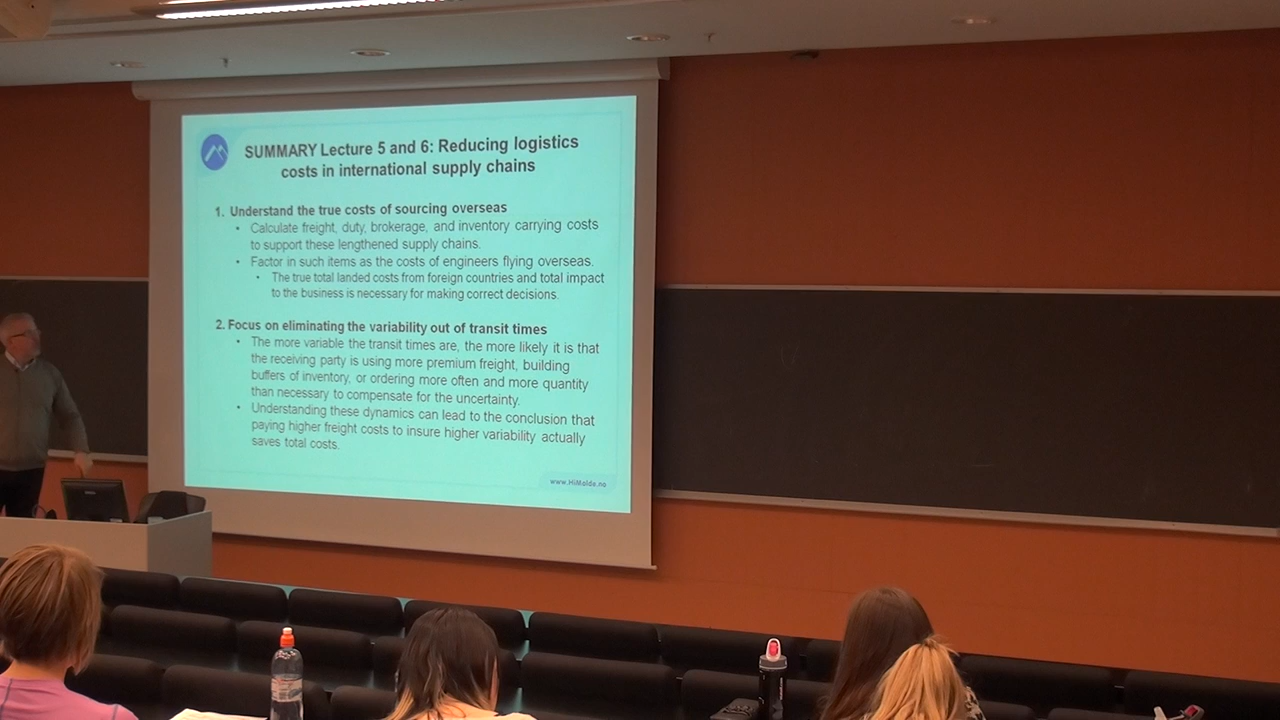 SUMMARY Lecture 5 and 6: Reducing logistics
costs in international supply chains
1. Understand the true costs of sourcing overseas
• Calculate freight, duty, brokerage, and inventory carrying costs
to support these lengthened supply chains.
• Factor in such items as the costs of engineers flying overseas.
• The true total landed costs from foreign countries and total impact
to the business is necessary for making correct decisions.
2. Focus on eliminating the variability out of transit times
• The more variable the transit times are, the more likely it is that
the receiving party is using more premium freight, building
buffers of inventory, or ordering more often and more quantity
than necessary to compensate for the uncertainty.
• Understanding these dynamics can lead to the conclusion that
paying higher freight costs to insure higher variability actually
saves total costs.
www.HiMolde.no